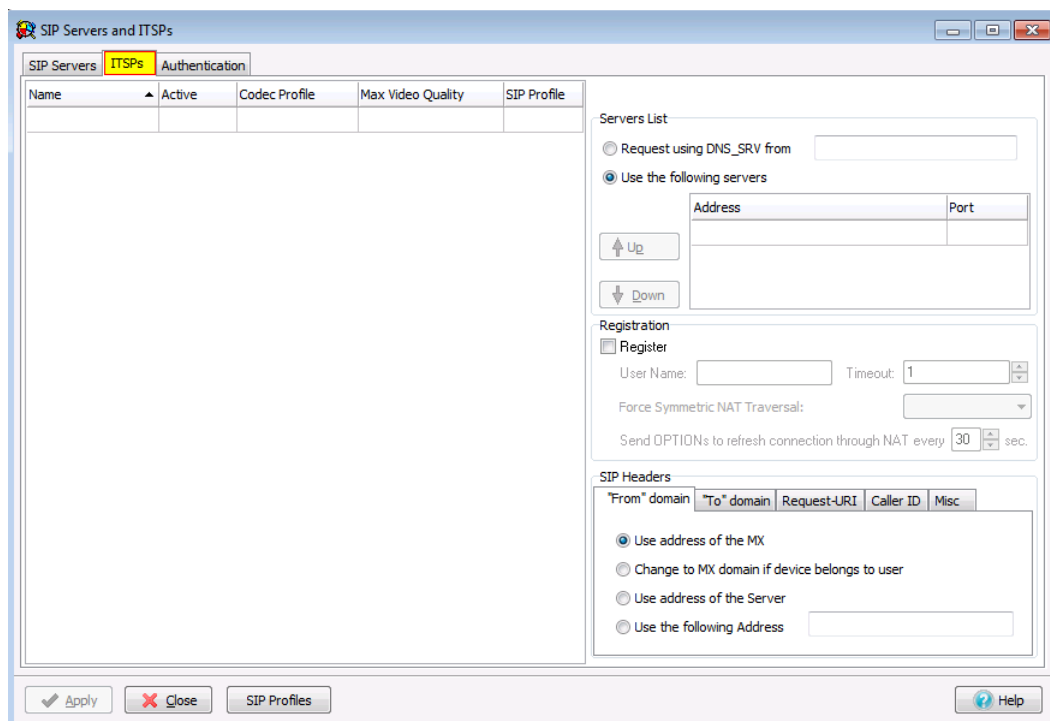 SIP Servers and ITSPs
SIP Servers ITSPs Authentication
Name Active Codec Profile Max Video Quality SIP Profile
Servers List
Request using DNS_SRV from
Use the following servers
Address Port
Up
Down
Registration
Register
User Name: Timeout: 1
Force Symmetric NAT Traversal:
Send OPTIONs to refresh connection through NAT every 30 sec.
SIP Headers
"From" domain "To" domain Request-URI Caller ID Misc
Use address of the MX
Change to MX domain if device belongs to user
Use address of the Server
Use the following Address
Apply Close SIP Profiles Help